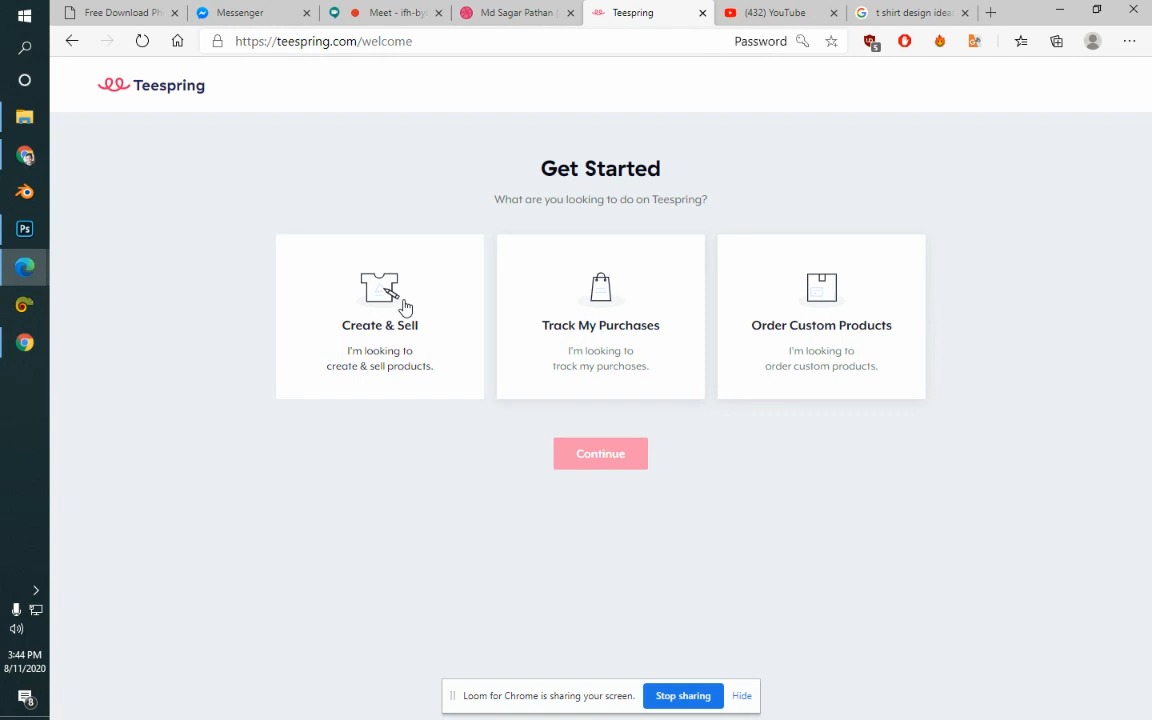 Free Download Ph
Messenger
Meet - ifh-by
Md Sagar Pathan
Teespring
(432) YouTube
t shirt design idea
https://teespring.com/welcome
Password
5
Teespring
Get Started
What are you looking to do on Teespring?
Create & Sell
I'm looking to
create & sell products.
Track My Purchases
I'm looking to
track my purchases.
Order Custom Products
I'm looking to
order custom products.
Continue
Ps
3:44 PM
8/11/2020
8
Loom for Chrome is sharing your screen.
Stop sharing
Hide